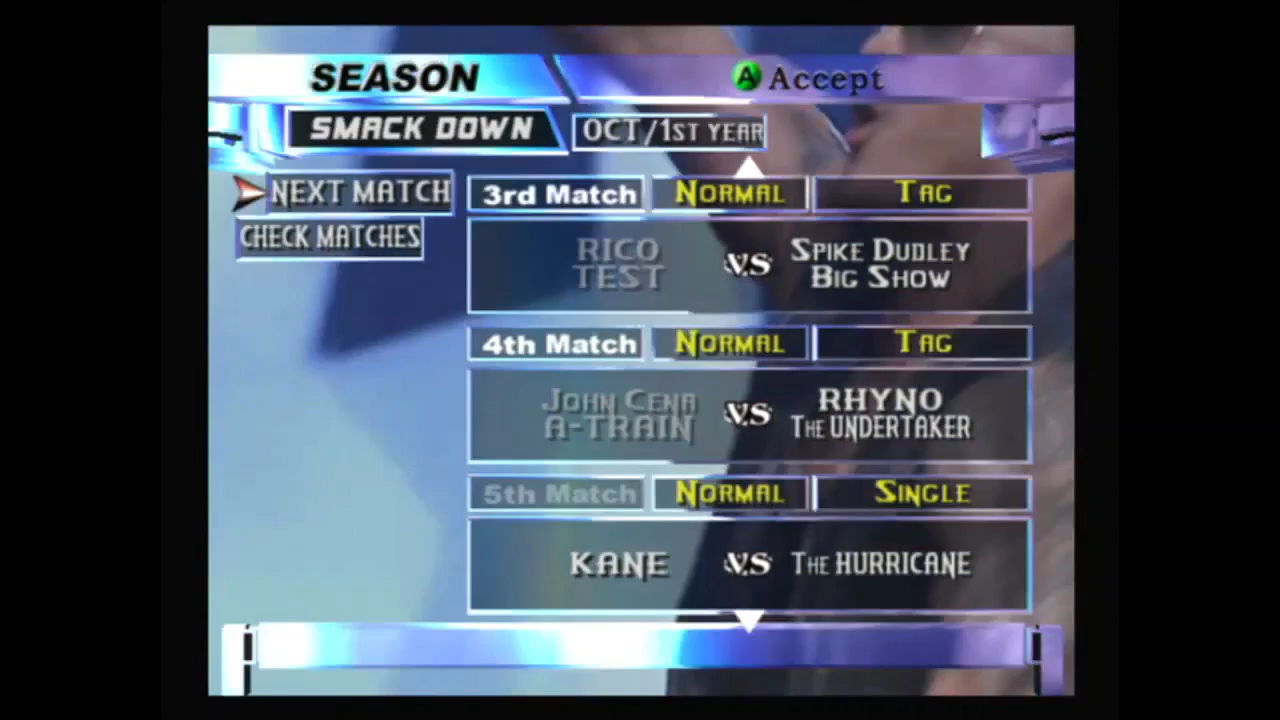 SEASON
A Accept
SMACK DOWN
OCT/1ST YEAR
NEXT MATCH
CHECK MATCHES
3rd Match NORMAL TAG
RICO
TEST
VS
SPIKE DUDLEY
BIG SHOW
4th Match NORMAL TAG
JOHN CENA
A-TRAIN
VS
RHYNO
THE UNDERTAKER
5th Match NORMAL SINGLE
KANE VS THE HURRICANE